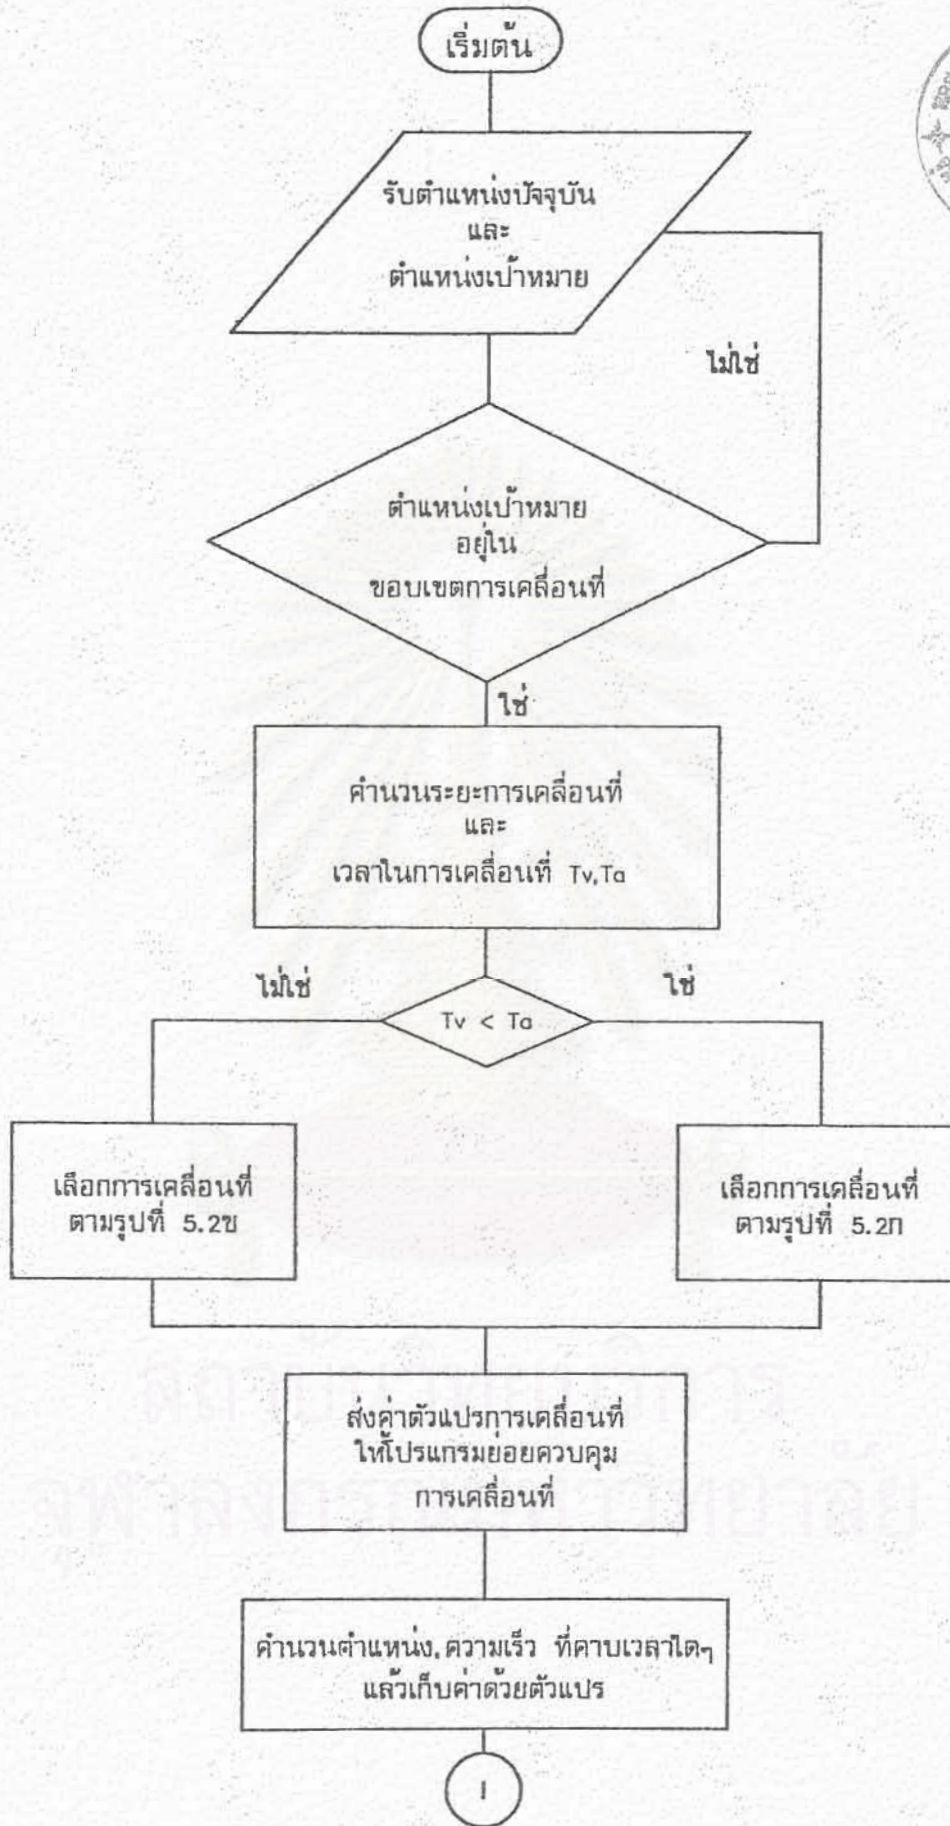 เริ่มต้น
รับตำแหน่งปัจจุบัน
และ
ตำแหน่งเป้าหมาย
ไม่ใช่
ตำแหน่งเป้าหมาย
อยู่ใน
ขอบเขตการเคลื่อนที่
ใช่
คำนวนระยะการเคลื่อนที่
และ
เวลาในการเคลื่อนที่ Tv,Ta
ไม่ใช่
ใช่
Tv < Ta
เลือกการเคลื่อนที่
ตามรูปที่ 5.2ข
เลือกการเคลื่อนที่
ตามรูปที่ 5.2ก
ส่งค่าตัวแปรการเคลื่อนที่
ให้โปรแกรมย่อยควบคุม
การเคลื่อนที่
คำนวนตำแหน่ง,ความเร็ว ที่คาบเวลาใดๆ
แล้วเก็บค่าด้วยตัวแปร
1